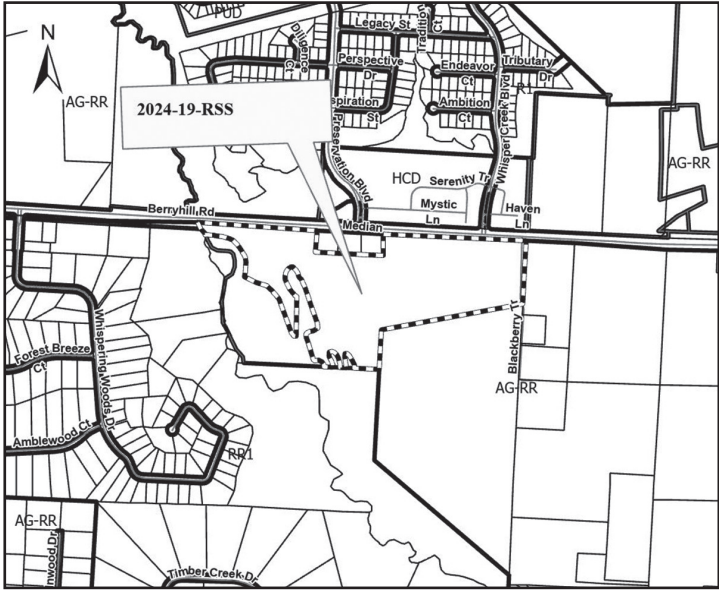 PUD
Legacy St
Tradition Ct
Diligence Ct
N
Perspective Dr
Endeavor Ct
Tributary Dr
R1
AG-RR
2024-19-RSS
Ambition Ct
St
Preservation Blvd
Whisper Creek Blvd
AG-RR
HCD
Serenity Tr
Mystic Ln
Haven Ln
Berryhill Rd
Median
Whispering Woods Dr
Blackberry Tr
Forest Breeze Ct
AG-RR
Amblewood Ct
RR1
AG-RR
Timber Creek Dr